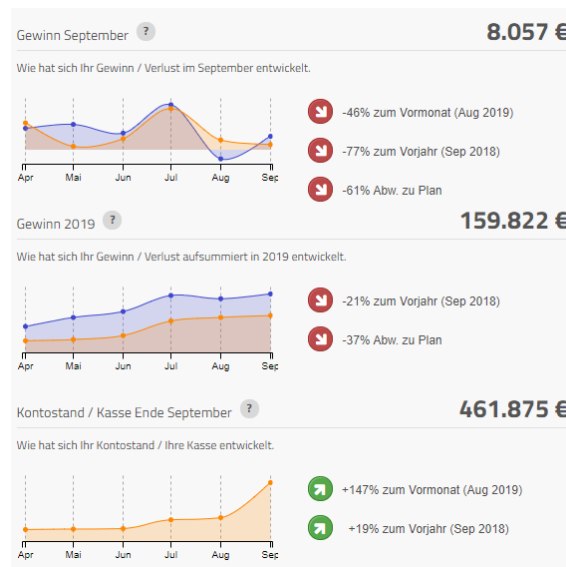 Gewinn September ? 8.057 €
Wie hat sich Ihr Gewinn / Verlust im September entwickelt.
-46% zum Vormonat (Aug 2019)
-77% zum Vorjahr (Sep 2018)
-61% Abw. zu Plan
Apr Mai Jun Jul Aug Sep
Gewinn 2019 ? 159.822 €
Wie hat sich Ihr Gewinn / Verlust aufsummiert in 2019 entwickelt.
-21% zum Vorjahr (Sep 2018)
-37% Abw. zu Plan
Apr Mai Jun Jul Aug Sep
Kontostand / Kasse Ende September ? 461.875 €
Wie hat sich Ihr Kontostand / Ihre Kasse entwickelt.
+147% zum Vormonat (Aug 2019)
+19% zum Vorjahr (Sep 2018)
Apr Mai Jun Jul Aug Sep